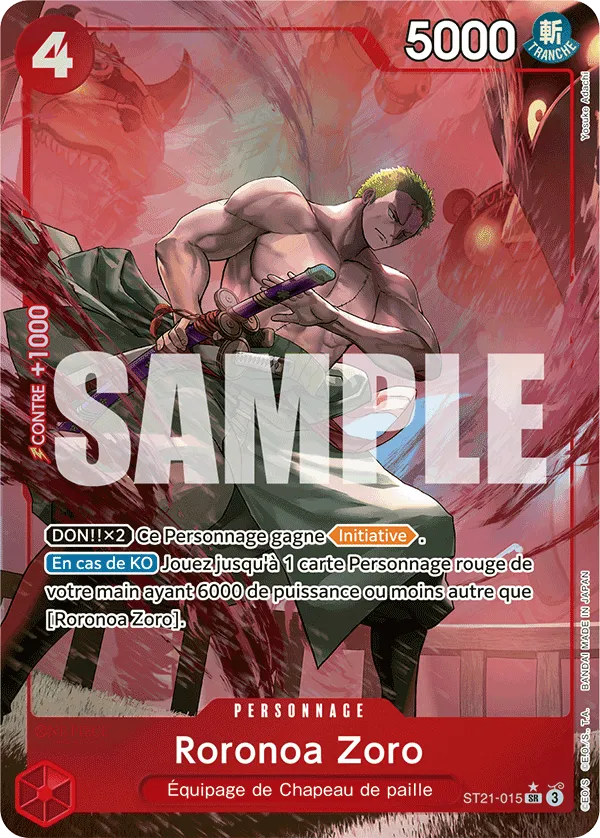 4
5000
斬
TRANCHE
Yosuke Adachi
CONTRE +1000
SAMPLE
DON!!×2 Ce Personnage gagne Initiative.
En cas de KO Jouez jusqu'à 1 carte Personnage rouge de
votre main ayant 6000 de puissance ou moins autre que
[Roronoa Zoro].
PERSONNAGE
Roronoa Zoro
Équipage de Chapeau de paille
ST21-015 SR 3
©E.O/S ©E.O./S., T.A. BANDAI MADE IN JAPAN